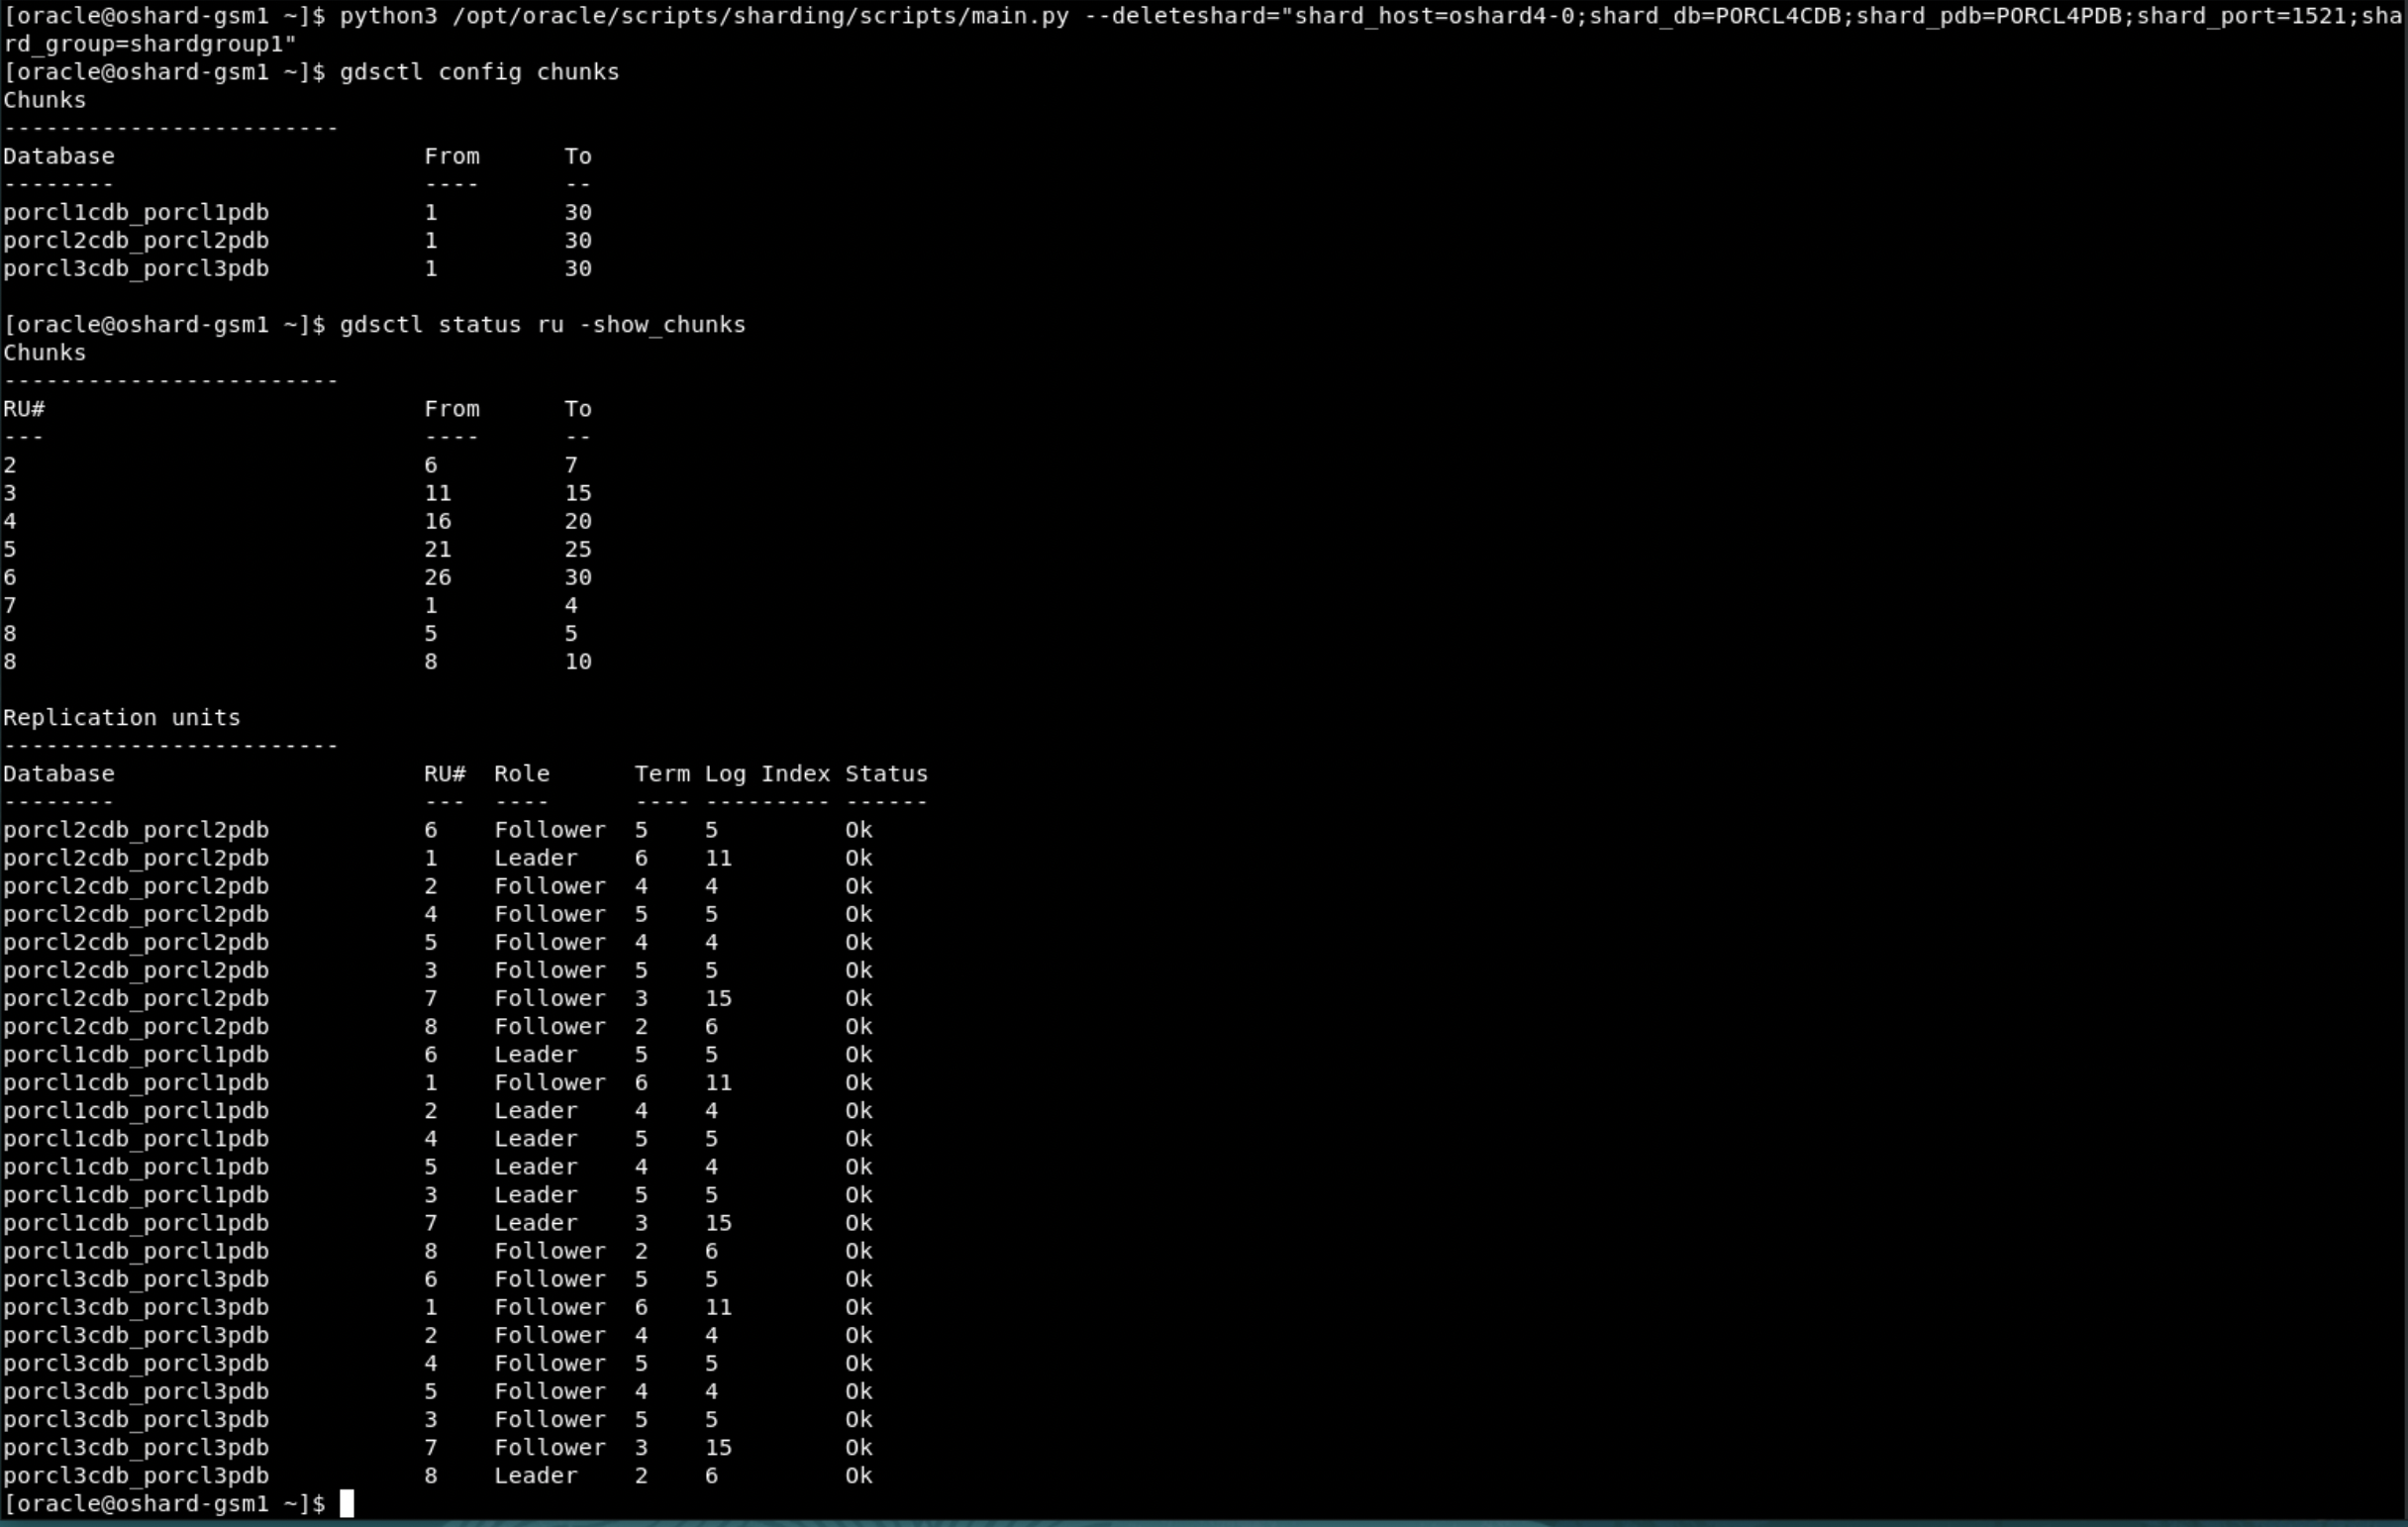 [oracle@oshard-gsm1 ~]$ python3 /opt/oracle/scripts/sharding/scripts/main.py --deleteshard="shard_host=oshard4-0;shard_db=PORCL4CDB;shard_pdb=PORCL4PDB;shard_port=1521;sha
rd_group=shardgroup1"
[oracle@oshard-gsm1 ~]$ gdsctl config chunks
Chunks
------------------------
Database                      From      To
--------                      ----      --
porcl1cdb_porcl1pdb           1         30
porcl2cdb_porcl2pdb           1         30
porcl3cdb_porcl3pdb           1         30

[oracle@oshard-gsm1 ~]$ gdsctl status ru -show_chunks
Chunks
------------------------
RU#                           From      To
---                           ----      --
2                             6         7
3                             11        15
4                             16        20
5                             21        25
6                             26        30
7                             1         4
8                             5         5
8                             8         10

Replication units
------------------------
Database                      RU#  Role      Term Log Index Status
--------                      ---  ----      ---- --------- ------
porcl2cdb_porcl2pdb           6    Follower  5    5         Ok
porcl2cdb_porcl2pdb           1    Leader    6    11        Ok
porcl2cdb_porcl2pdb           2    Follower  4    4         Ok
porcl2cdb_porcl2pdb           4    Follower  5    5         Ok
porcl2cdb_porcl2pdb           5    Follower  4    4         Ok
porcl2cdb_porcl2pdb           3    Follower  5    5         Ok
porcl2cdb_porcl2pdb           7    Follower  3    15        Ok
porcl2cdb_porcl2pdb           8    Follower  2    6         Ok
porcl1cdb_porcl1pdb           6    Leader    5    5         Ok
porcl1cdb_porcl1pdb           1    Follower  6    11        Ok
porcl1cdb_porcl1pdb           2    Leader    4    4         Ok
porcl1cdb_porcl1pdb           4    Leader    5    5         Ok
porcl1cdb_porcl1pdb           5    Leader    4    4         Ok
porcl1cdb_porcl1pdb           3    Leader    5    5         Ok
porcl1cdb_porcl1pdb           7    Leader    3    15        Ok
porcl1cdb_porcl1pdb           8    Follower  2    6         Ok
porcl3cdb_porcl3pdb           6    Follower  5    5         Ok
porcl3cdb_porcl3pdb           1    Follower  6    11        Ok
porcl3cdb_porcl3pdb           2    Follower  4    4         Ok
porcl3cdb_porcl3pdb           4    Follower  5    5         Ok
porcl3cdb_porcl3pdb           5    Follower  4    4         Ok
porcl3cdb_porcl3pdb           3    Follower  5    5         Ok
porcl3cdb_porcl3pdb           7    Follower  3    15        Ok
porcl3cdb_porcl3pdb           8    Leader    2    6         Ok
[oracle@oshard-gsm1 ~]$